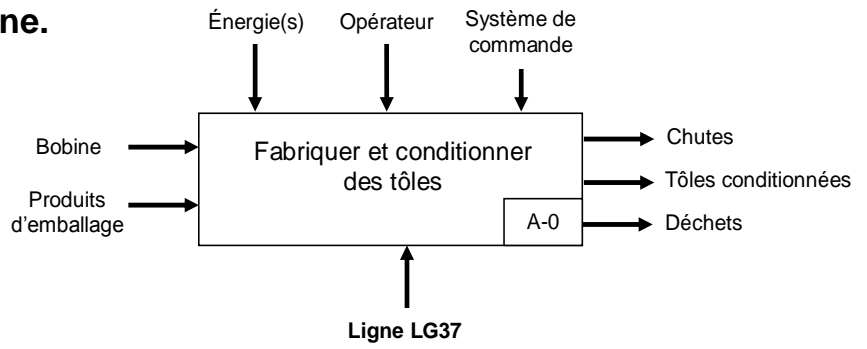 ne.
Énergie(s)
Opérateur
Système de
commande
Bobine
Produits
d'emballage
Fabriquer et conditionner
des tôles
A-0
Chutes
Tôles conditionnées
Déchets
Ligne LG37